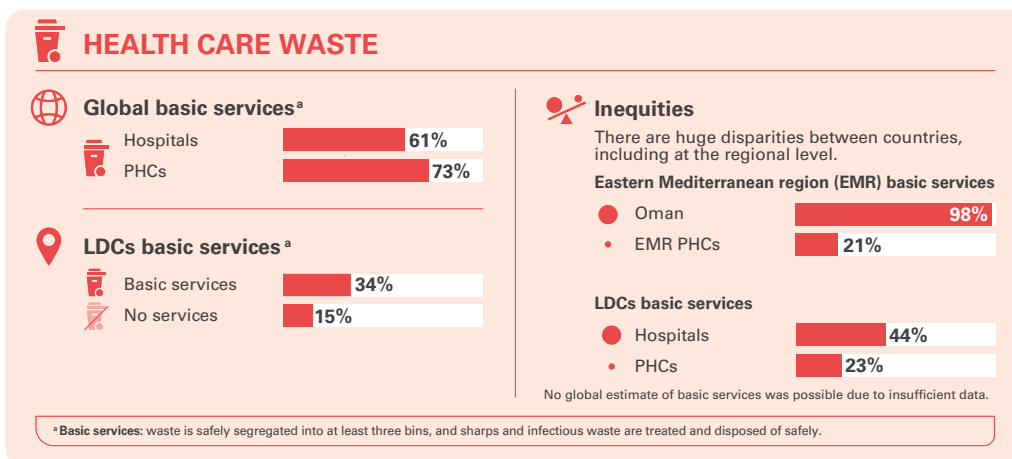 HEALTH CARE WASTE
Global basic services a
Hospitals 61%
PHCs 73%
LDCs basic services a
Basic services 34%
No services 15%
Inequities
There are huge disparities between countries,
including at the regional level.
Eastern Mediterranean region (EMR) basic services
Oman 98%
EMR PHCs 21%
LDCs basic services
Hospitals 44%
PHCs 23%
No global estimate of basic services was possible due to insufficient data.
a Basic services: waste is safely segregated into at least three bins, and sharps and infectious waste are treated and disposed of safely.